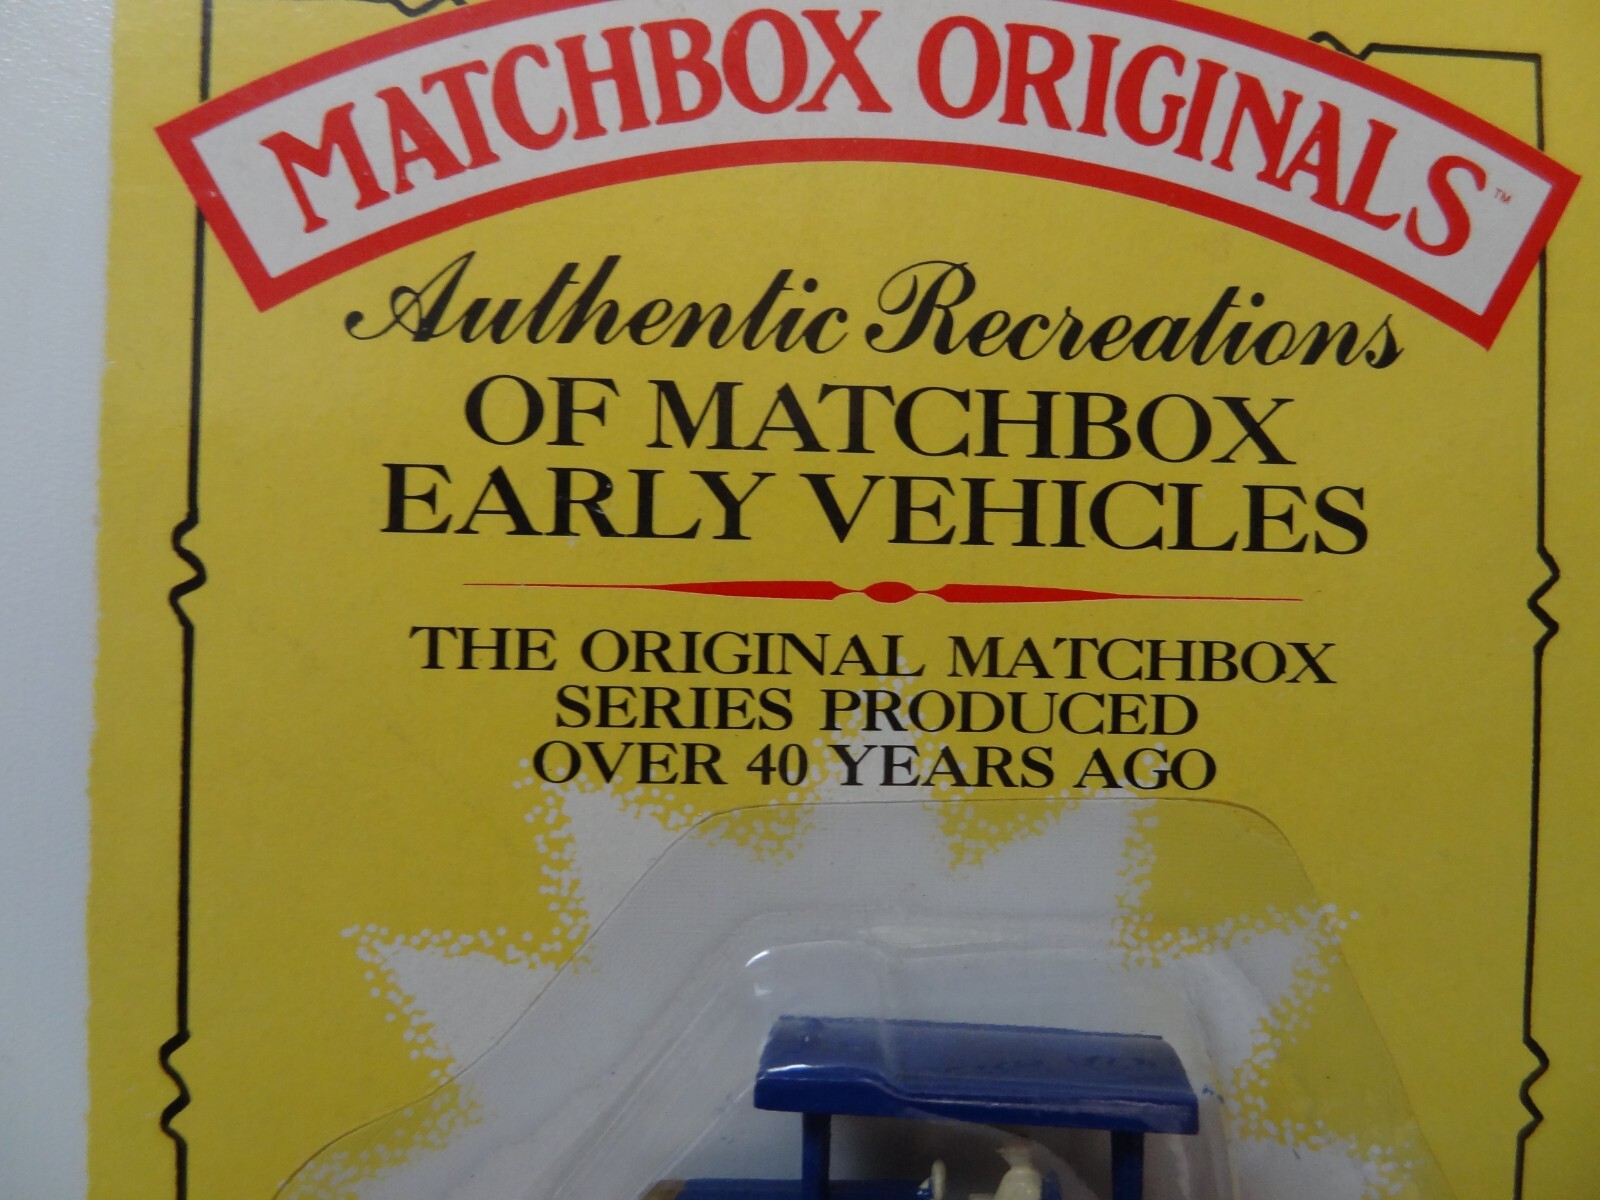 MATCHBOX ORIGINALS™
Authentic Recreations
OF MATCHBOX
EARLY VEHICLES
THE ORIGINAL MATCHBOX
SERIES PRODUCED
OVER 40 YEARS AGO